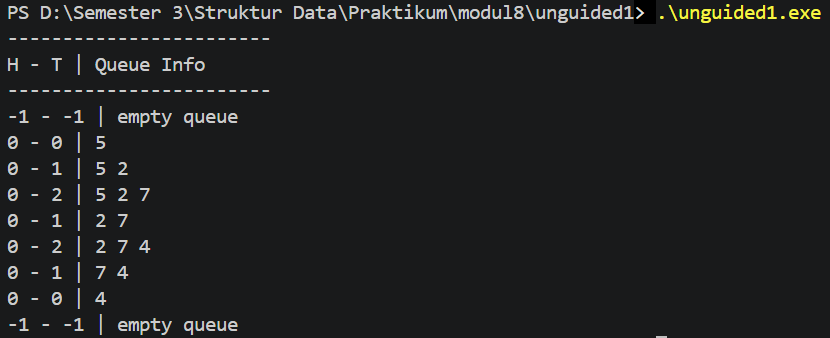 PS D:\Semester 3\Struktur Data\Praktikum\modul8\unguided1> .\unguided1.exe
------------------------
H - T | Queue Info
------------------------
-1 - -1 | empty queue
0 - 0 | 5
0 - 1 | 5 2
0 - 2 | 5 2 7
0 - 1 | 2 7
0 - 2 | 2 7 4
0 - 1 | 7 4
0 - 0 | 4
-1 - -1 | empty queue